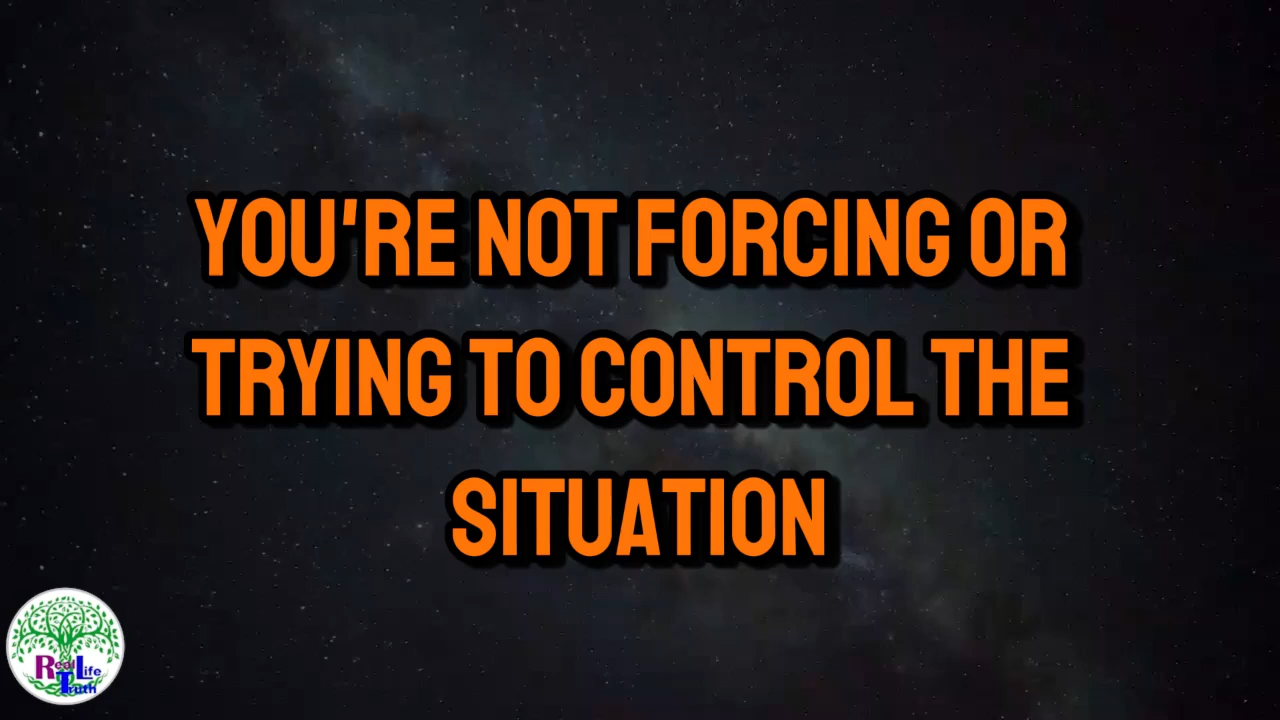 YOU'RE NOT FORCING OR
TRYING TO CONTROL THE
SITUATION
Real Life
Truth